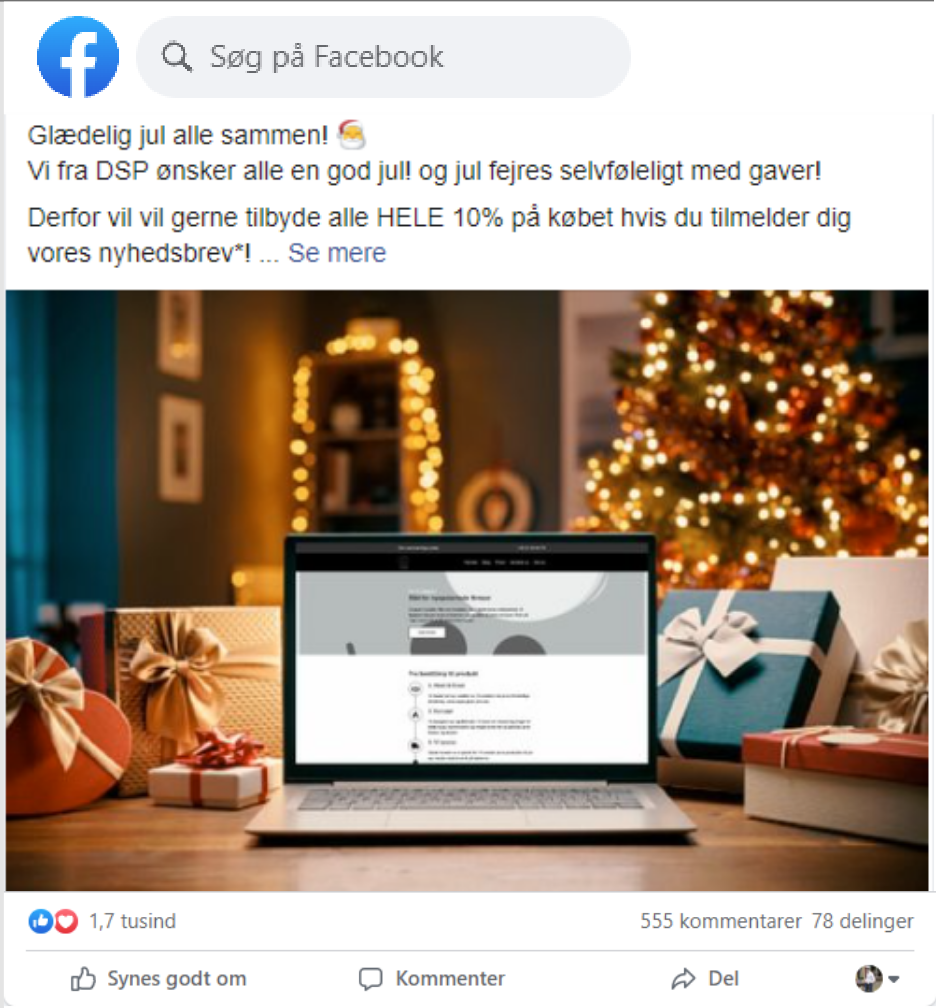 Søg på Facebook
Glædelig jul alle sammen! 🎅
Vi fra DSP ønsker alle en god jul! og jul fejres selvføleligt med gaver!
Derfor vil vil gerne tilbyde alle HELE 10% på købet hvis du tilmelder dig
vores nyhedsbrev*! ... Se mere
1,7 tusind
555 kommentarer 78 delinger
Synes godt om
Kommenter
Del